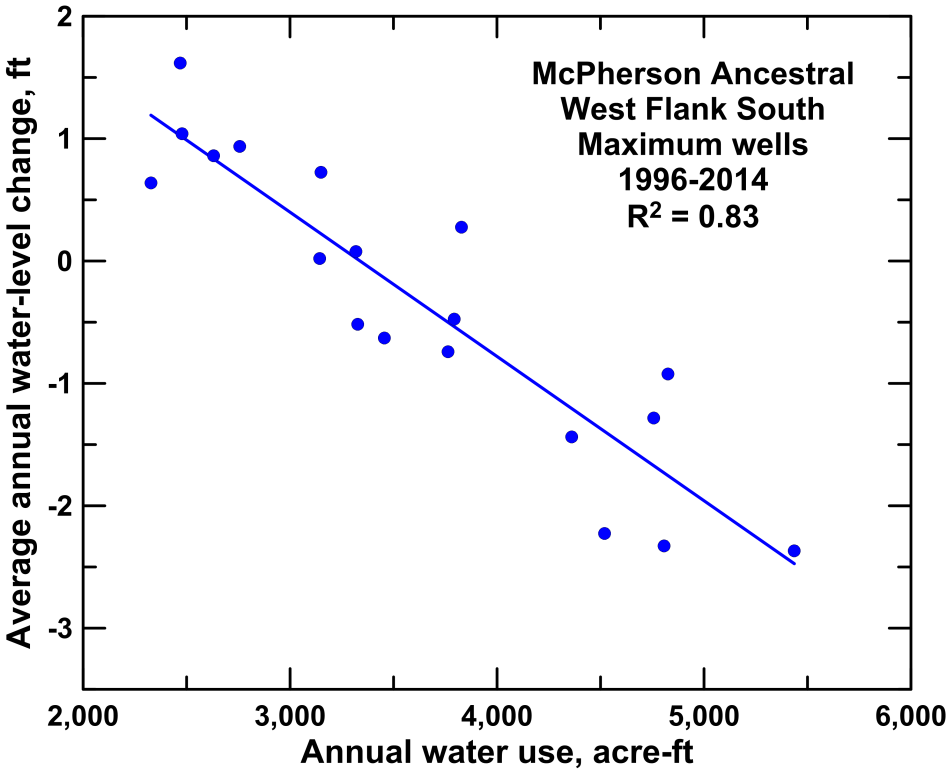 McPherson Ancestral
West Flank South
Maximum wells
1996-2014
R² = 0.83
Average annual water-level change, ft
2
1
0
-1
-2
-3
2,000 3,000 4,000 5,000 6,000
Annual water use, acre-ft